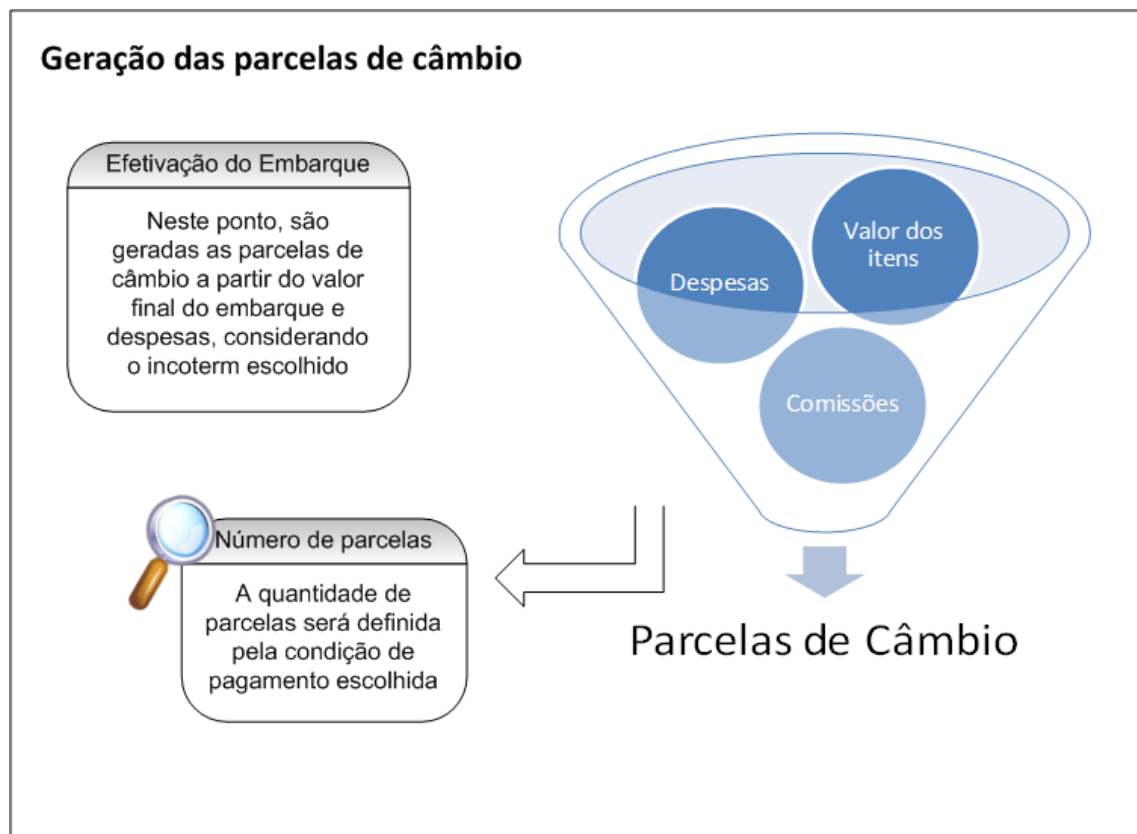 Geração das parcelas de câmbio
Efetivação do Embarque
Neste ponto, são
geradas as parcelas de
câmbio a partir do valor
final do embarque e
despesas, considerando
o incoterm escolhido
Valor dos
itens
Despesas
Comissões
Número de parcelas
A quantidade de
parcelas será definida
pela condição de
pagamento escolhida
Parcelas de Câmbio